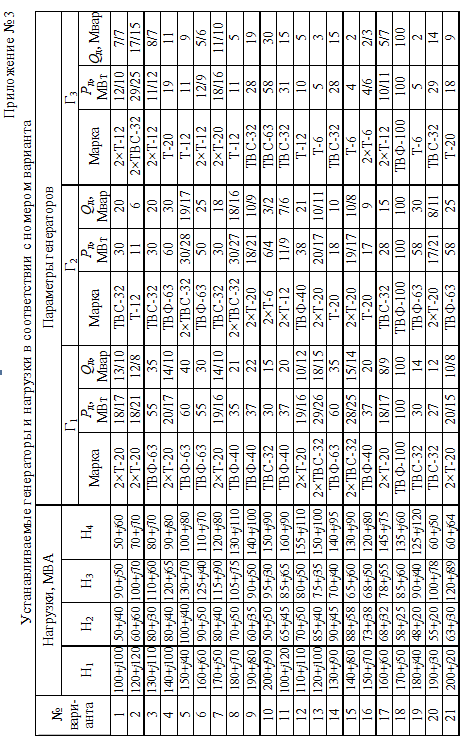 Приложение №3
Устанавливаемые генераторы и нагрузки в соответствии с номером варианта
№ вари-анта Нагрузки, МВА Параметры генераторов
Г₁ Г₂ Г₃
Н₁ Н₂ Н₃ Н₄ Марка Pн, МВт Qн, Мвар Марка Pн, МВт Qн, Мвар Марка Pн, МВт Qн, Мвар
1 100+j100 50+j40 90+j50 50+j60 2×Т-20 18/17 13/10 ТВС-32 30 20 2×Т-12 12/10 7/7
2 120+j120 60+j60 100+j70 70+j70 2×Т-20 18/21 12/8 Т-12 11 6 2×ТВС-32 29/25 17/15
3 130+j110 80+j30 110+j60 80+j70 ТВФ-63 55 35 ТВС-32 30 20 2×Т-12 11/12 8/7
4 140+j100 80+j40 120+j65 90+j80 2×Т-20 20/17 14/10 ТВФ-63 60 30 Т-20 19 11
5 150+j40 100+j40 130+j70 100+j80 ТВФ-63 60 40 2×ТВС-32 30/28 19/17 Т-12 11 9
6 160+j60 90+j50 125+j40 110+j70 ТВФ-63 55 30 ТВФ-63 50 25 2×Т-12 12/9 5/6
7 170+j50 80+j40 115+j90 120+j80 2×Т-20 19/16 14/10 ТВС-32 30 18 2×Т-20 18/16 11/10
8 180+j70 70+j50 105+j75 130+j110 ТВФ-40 35 21 2×ТВС-32 30/27 18/16 Т-12 11 5
9 190+j80 60+j35 90+j50 140+j100 ТВФ-40 37 22 2×Т-20 18/21 10/9 ТВС-32 28 19
10 200+j90 50+j50 95+j30 150+j90 ТВС-32 30 15 2×Т-6 6/4 3/2 ТВС-63 58 30
11 100+j120 65+j45 85+j65 160+j90 ТВФ-40 37 20 2×Т-12 11/9 7/6 ТВС-32 31 15
12 110+j110 70+j50 80+j50 155+j110 2×Т-20 19/16 10/12 ТВФ-40 38 21 Т-12 10 5
13 120+j100 85+j40 75+j35 150+j100 2×ТВС-32 29/26 18/15 2×Т-20 20/17 10/11 Т-6 5 3
14 130+j90 90+j45 70+j40 140+j95 ТВФ-63 60 35 Т-20 18 10 ТВС-32 28 15
15 140+j80 88+j58 65+j60 130+j90 2×ТВС-32 28/25 15/14 2×Т-20 19/17 10/8 Т-6 4 2
16 150+j70 73+j38 68+j50 120+j80 ТВФ-40 37 20 Т-20 17 9 2×Т-6 4/6 2/3
17 160+j60 68+j32 78+j55 145+j75 2×Т-20 18/17 8/9 ТВС-32 28 15 2×Т-12 10/11 5/7
18 170+j50 58+j25 85+j60 135+j60 ТВФ-100 100 100 ТВФ-100 100 100 ТВФ-100 100 100
19 180+j40 48+j20 90+j40 125+j120 ТВС-32 30 14 ТВФ-63 58 30 Т-6 5 2
20 190+j30 55+j20 100+j78 60+j50 ТВС-32 27 12 2×Т-20 17/21 8/11 ТВС-32 29 14
21 200+j20 63+j30 120+j89 60+j64 2×Т-20 20/15 10/8 ТВФ-63 58 25 Т-20 18 9